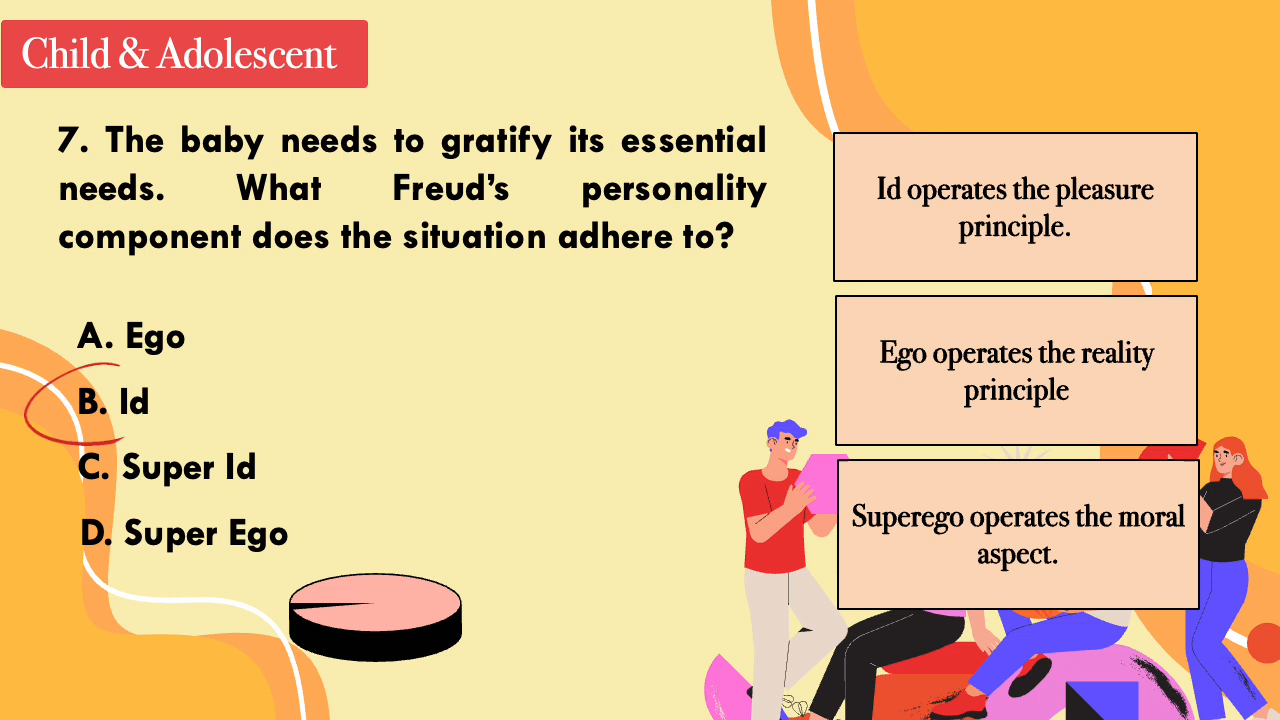 Child & Adolescent
7. The baby needs to gratify its essential
needs. What Freud’s personality
component does the situation adhere to?
A. Ego
B. Id
C. Super Id
D. Super Ego
Id operates the pleasure
principle.
Ego operates the reality
principle
Superego operates the moral
aspect.